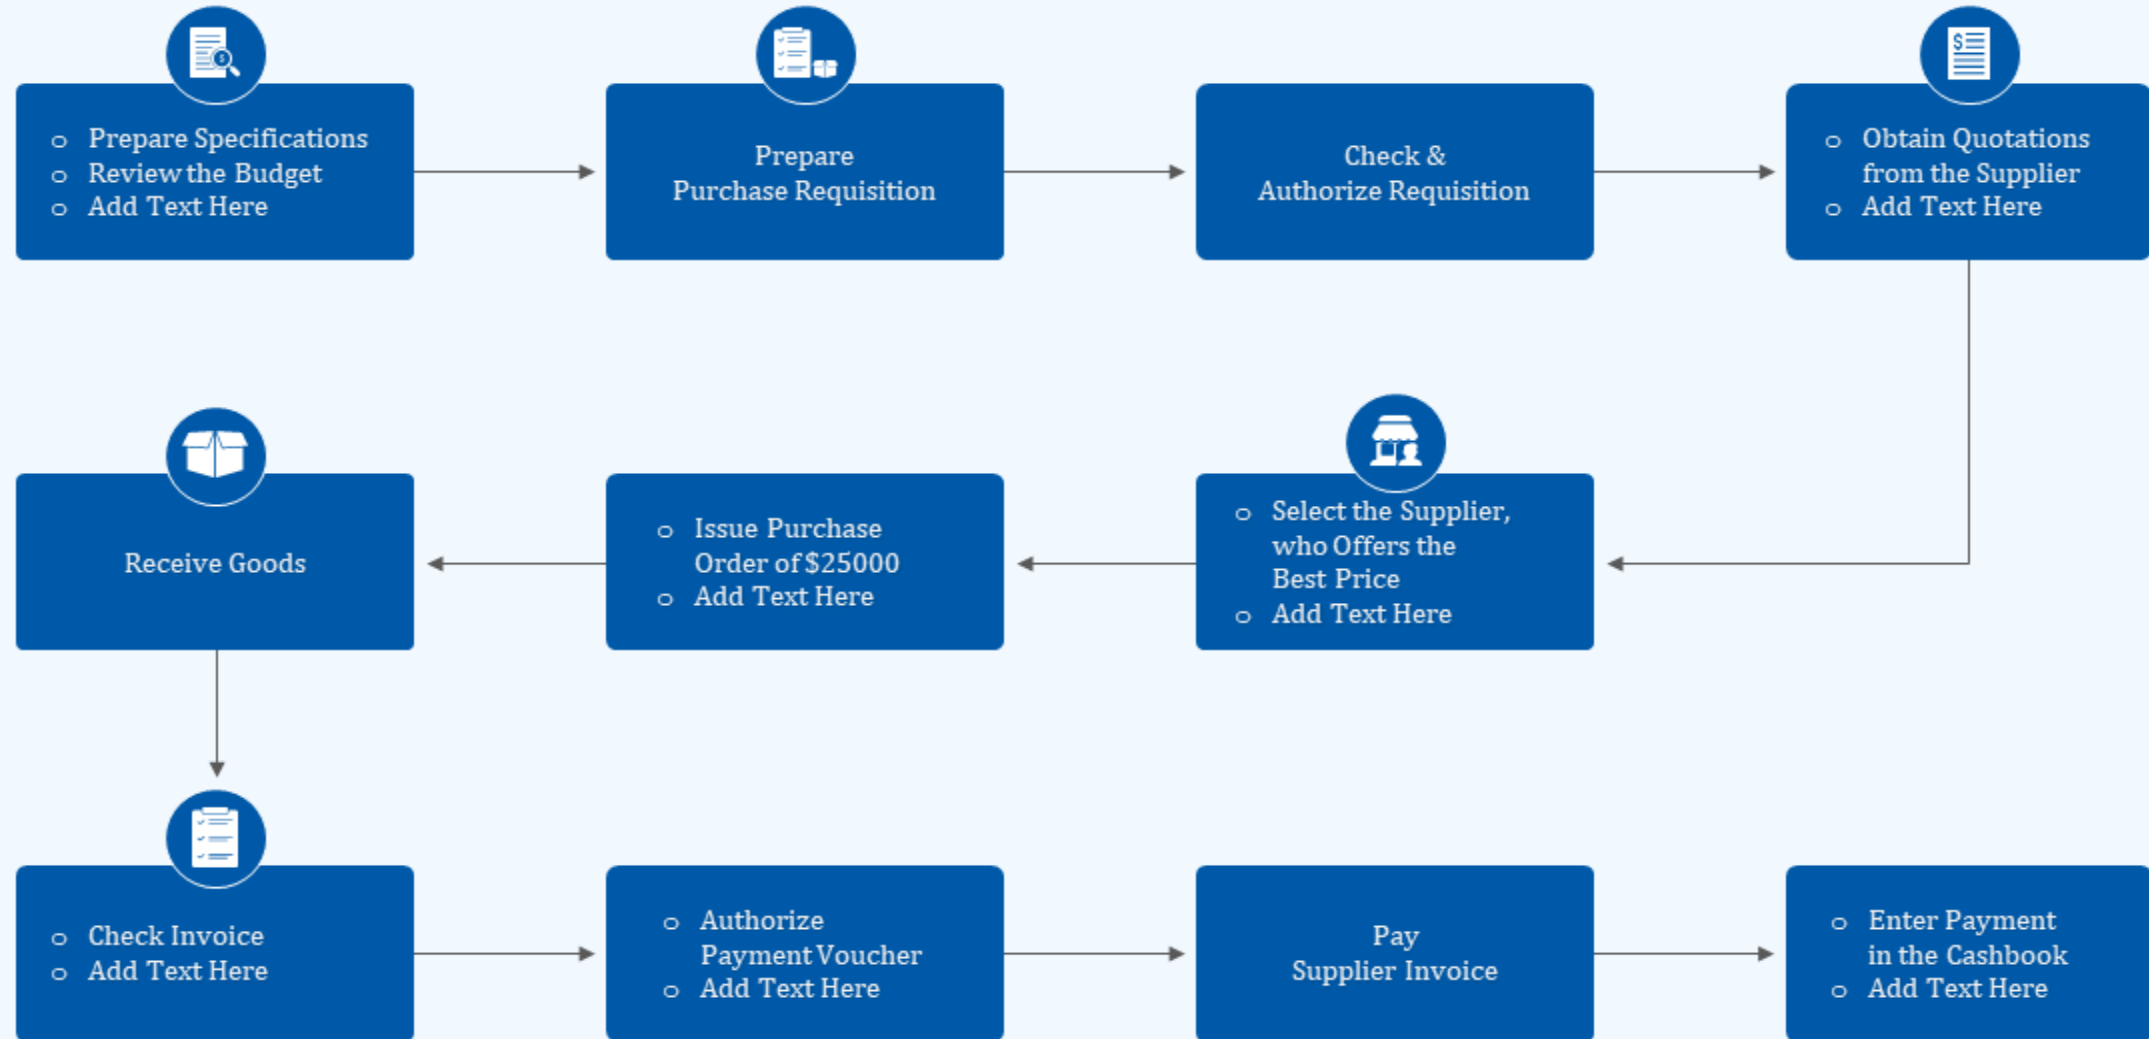 o Prepare Specifications
o Review the Budget
o Add Text Here
Prepare
Purchase Requisition
Check &
Authorize Requisition
o Obtain Quotations
from the Supplier
o Add Text Here
o Select the Supplier,
who Offers the
Best Price
o Add Text Here
o Issue Purchase
Order of $25000
o Add Text Here
Receive Goods
o Check Invoice
o Add Text Here
o Authorize
Payment Voucher
o Add Text Here
Pay
Supplier Invoice
o Enter Payment
in the Cashbook
o Add Text Here